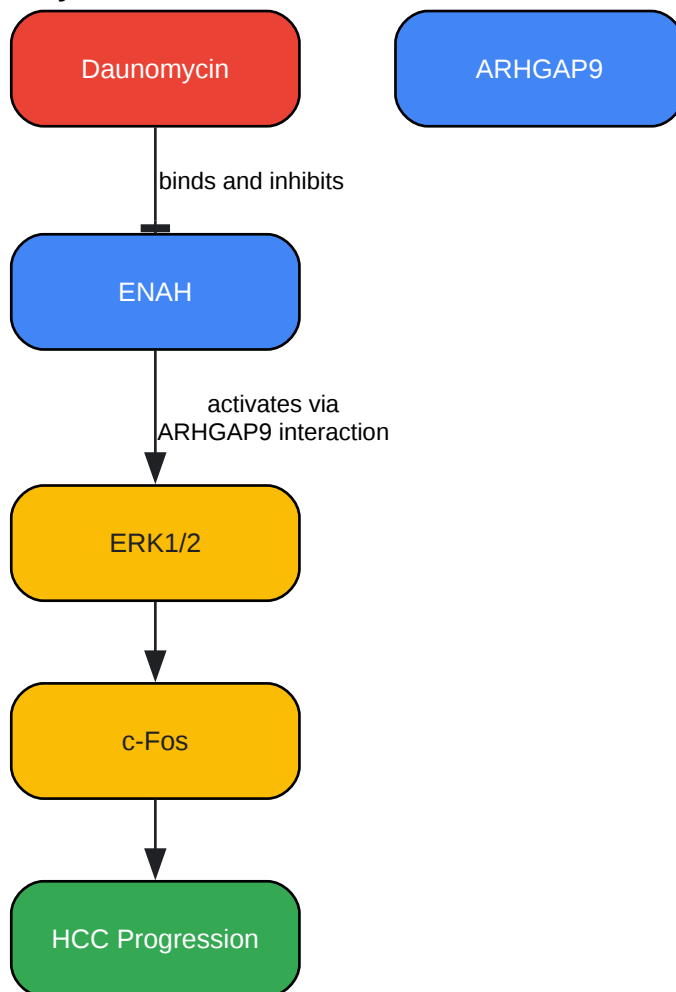 Daunomycin
ARHGAP9
binds and inhibits
ENAH
activates via
ARHGAP9 interaction
ERK1/2
c-Fos
HCC Progression